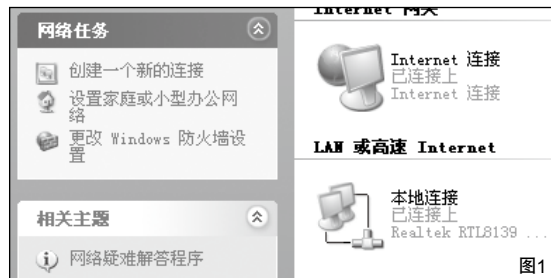 网络任务
创建一个新的连接
设置家庭或小型办公网
络
更改 Windows 防火墙设
置
相关主题
网络疑难解答程序
Internet 网关
Internet 连接
已连接上
Internet 连接
LAN 或高速 Internet
本地连接
已连接上
Realtek RTL8139 ...
图1